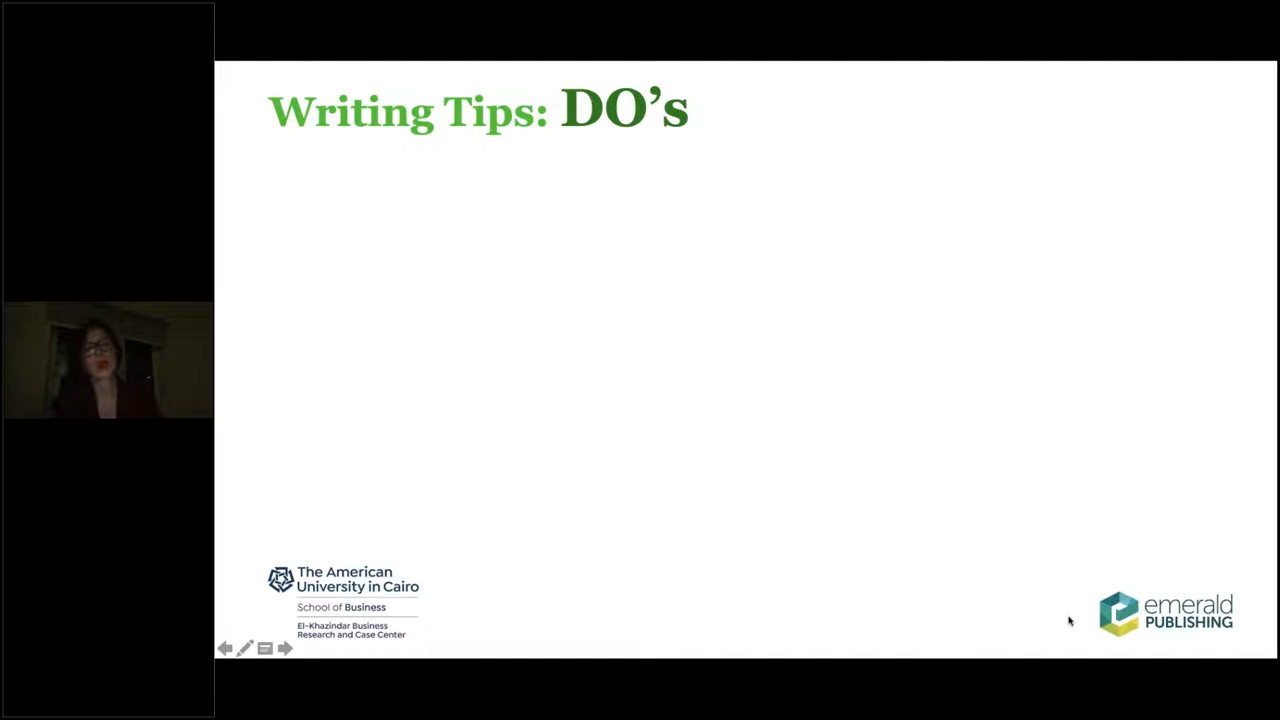 Writing Tips: DO’s
The American
University in Cairo
School of Business
El-Khazindar Business
Research and Case Center
emerald
PUBLISHING